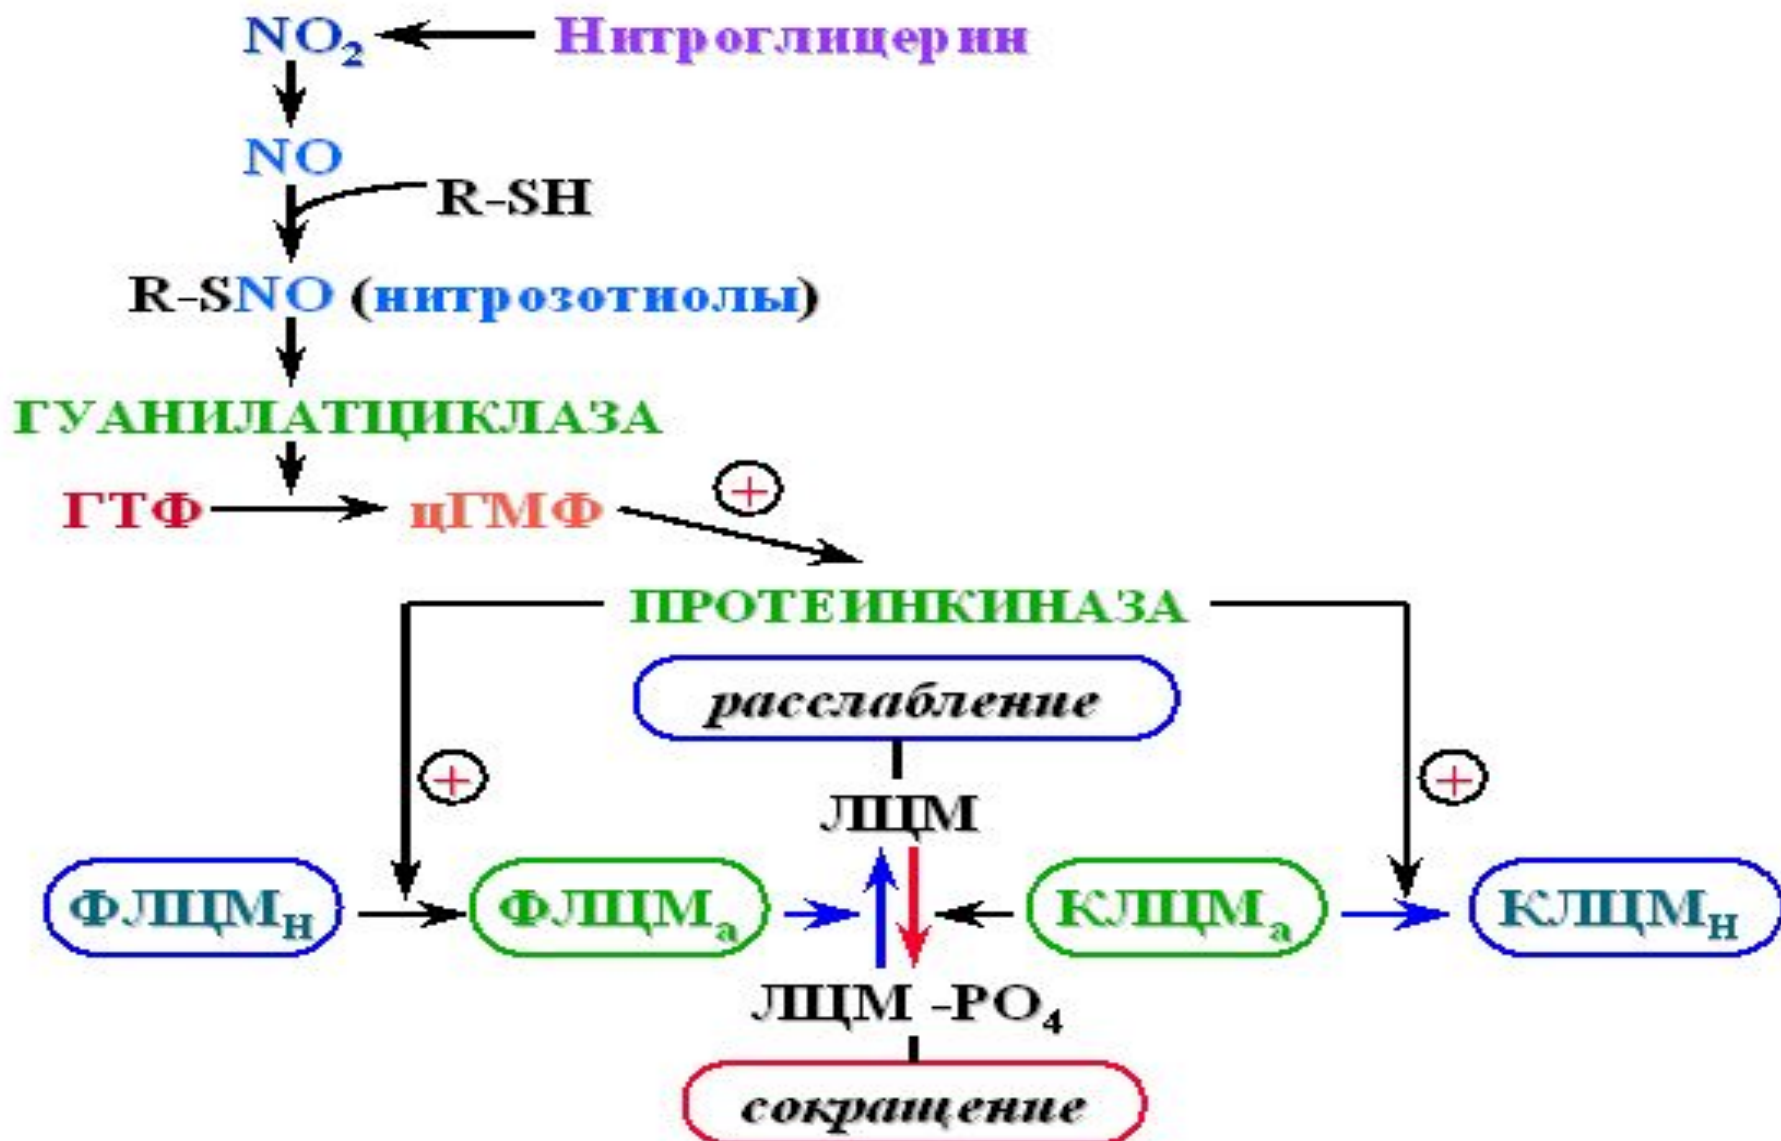 NO₂ Нитроглицерин
NO
R-SH
R-SNO (нитрозотиолы)
ГУАНИЛАТЦИКЛАЗА
+
ГТФ цГМФ
ПРОТЕИНКИНАЗА
расслабление
+ +
ЛЦМ
ФЛЦМн ФЛЦМа КЛЦМа КЛЦМн
ЛЦМ -PO₄
сокращение